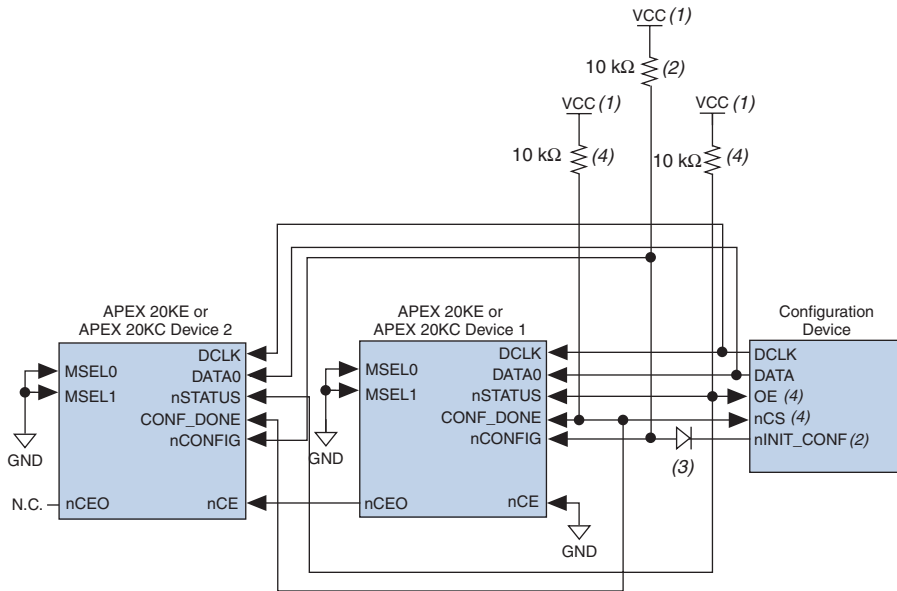 VCC (1)
10 kΩ (2)
VCC (1)
VCC (1)
10 kΩ (4)
10 kΩ (4)
APEX 20KE or
APEX 20KC Device 2
APEX 20KE or
APEX 20KC Device 1
Configuration
Device
MSEL0
MSEL1
DCLK
DATA0
nSTATUS
CONF_DONE
nCONFIG
GND
N.C.
nCEO
nCE
MSEL0
MSEL1
DCLK
DATA0
nSTATUS
CONF_DONE
nCONFIG
GND
nCEO
nCE
GND
(3)
DCLK
DATA
OE (4)
nCS (4)
nINIT_CONF (2)